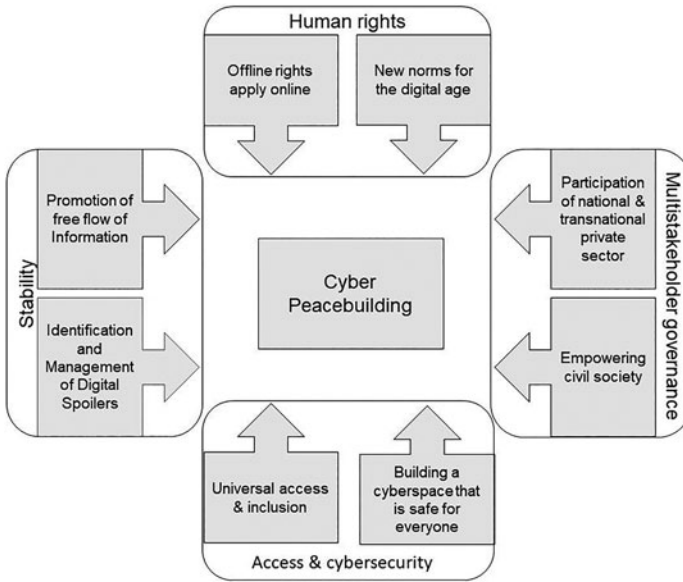 Human rights
Offline rights
apply online
New norms for
the digital age
Stability
Promotion of
free flow of
Information
Identification and
Management
of Digital
Spoilers
Cyber
Peacebuilding
Multistakeholder governance
Participation
of national &
transnational
private
sector
Empowering
civil society
Universal access
& inclusion
Building a
cyberspace that
is safe for
everyone
Access & cybersecurity